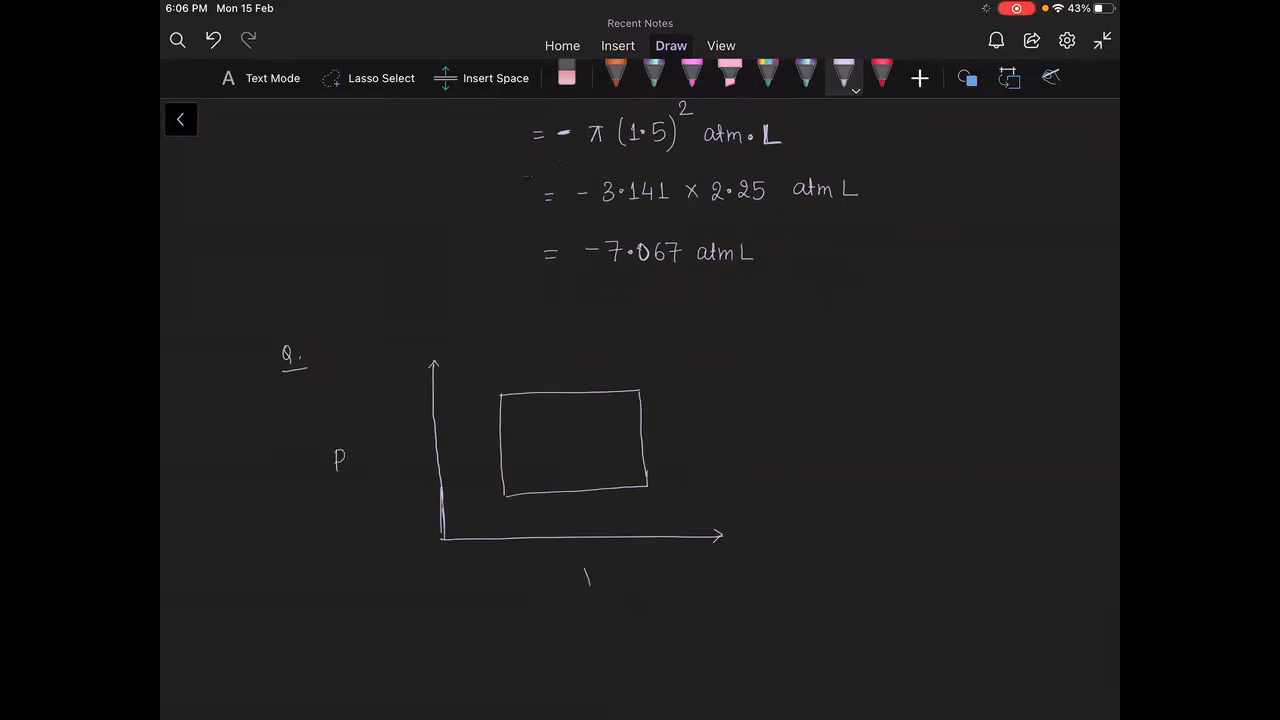 6:06 PM Mon 15 Feb
43%
Recent Notes
Home Insert Draw View
Text Mode Lasso Select Insert Space
= - π (1.5)² atm. L
= - 3.141 × 2.25 atm L
= -7.067 atm L
Q.
P